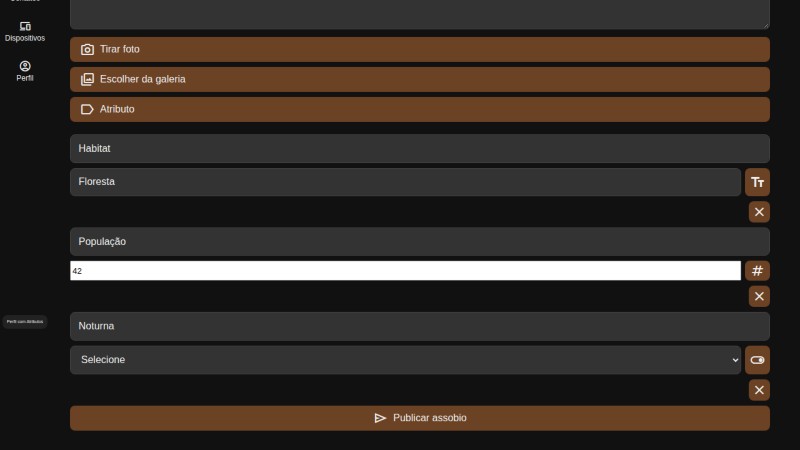 Dispositivos
Perfil
Tirar foto
Escolher da galeria
Atributo
Habitat
Floresta
População
42
Perfil com Atributos
Noturna
Selecione
Publicar assobio